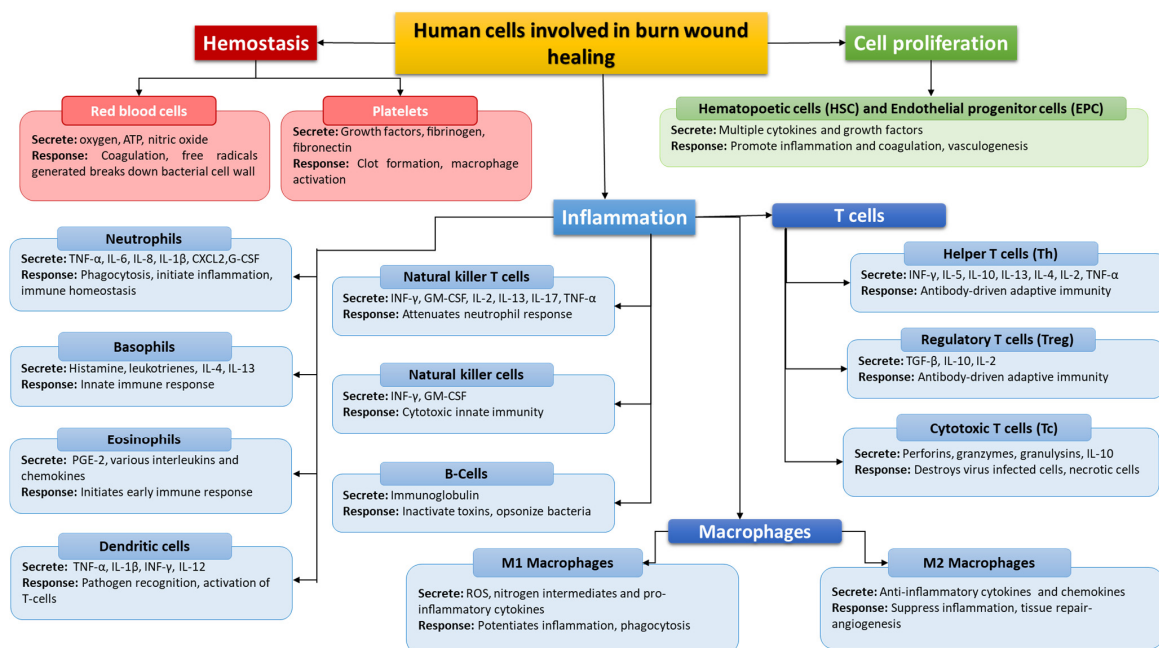 Hemostasis
Human cells involved in burn wound
healing
Cell proliferation
Red blood cells
Secrete: oxygen, ATP, nitric oxide
Response: Coagulation, free radicals
generated breaks down bacterial cell wall
Platelets
Secrete: Growth factors, fibrinogen,
fibronectin
Response: Clot formation, macrophage
activation
Hematopoetic cells (HSC) and Endothelial progenitor cells (EPC)
Secrete: Multiple cytokines and growth factors
Response: Promote inflammation and coagulation, vasculogenesis
Inflammation
T cells
Neutrophils
Secrete: TNF-α, IL-6, IL-8, IL-1β, CXCL2,G-CSF
Response: Phagocytosis, initiate inflammation,
immune homeostasis
Basophils
Secrete: Histamine, leukotrienes, IL-4, IL-13
Response: Innate immune response
Eosinophils
Secrete: PGE-2, various interleukins and
chemokines
Response: Initiates early immune response
Dendritic cells
Secrete: TNF-α, IL-1β, INF-γ, IL-12
Response: Pathogen recognition, activation of
T-cells
Natural killer T cells
Secrete: INF-γ, GM-CSF, IL-2, IL-13, IL-17, TNF-α
Response: Attenuates neutrophil response
Natural killer cells
Secrete: INF-γ, GM-CSF
Response: Cytotoxic innate immunity
B-Cells
Secrete: Immunoglobulin
Response: Inactivate toxins, opsonize bacteria
Helper T cells (Th)
Secrete: INF-γ, IL-5, IL-10, IL-13, IL-4, IL-2, TNF-α
Response: Antibody-driven adaptive immunity
Regulatory T cells (Treg)
Secrete: TGF-β, IL-10, IL-2
Response: Antibody-driven adaptive immunity
Cytotoxic T cells (Tc)
Secrete: Perforins, granzymes, granulysins, IL-10
Response: Destroys virus infected cells, necrotic cells
Macrophages
M1 Macrophages
Secrete: ROS, nitrogen intermediates and pro-
inflammatory cytokines
Response: Potentiates inflammation, phagocytosis
M2 Macrophages
Secrete: Anti-inflammatory cytokines and chemokines
Response: Suppress inflammation, tissue repair-
angiogenesis